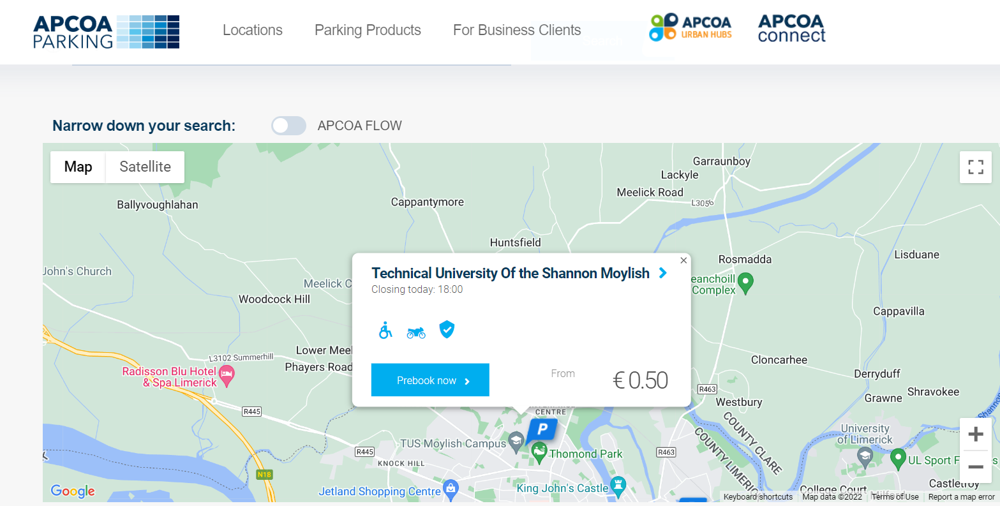 APCOA
PARKING
Locations
Parking Products
For Business Clients
APCOA
URBAN HUBS
APCOA
connect
Narrow down your search:
APCOA FLOW
Map
Satellite
Garraunboy
Lackyle
Meelick Road
L3056
Ballyvoughlahan
Cappantymore
Huntsfield
Lisduane
Rosmadda
John's Church
Meelick C
eanchoill
Complex
Woodcock Hill
Cappavilla
Technical University Of the Shannon Moylish
Closing today: 18:00
Prebook now
From
€ 0.50
Lower Meel
Phayers Road
L3102 Summerhill
Radisson Blu Hotel
& Spa Limerick
R445
Cloncarhee
Derryduff
Shravokee
Grawne
R463
Westbury
CENTRE
P
TUS Moylish Campus
Thomond Park
R445
KNOCK HILL
R463
COUNTY CLARE
COUNTY LIMERIC
University
of Limerick
Shannon
UL Sport F
es
N18
Google
Jetland Shopping Centre
King John's Castle
College Court
Milford
Castletroy
Keyboard shortcuts
Map data ©2022
Terms of Use
Report a map error